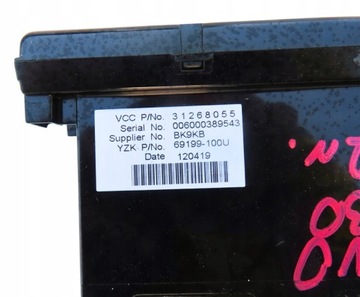 VCC P/No. 31268055
Serial No. 006000389543
Supplier No. BK9KB
YZK P/No. 69199-100U
Date 120419